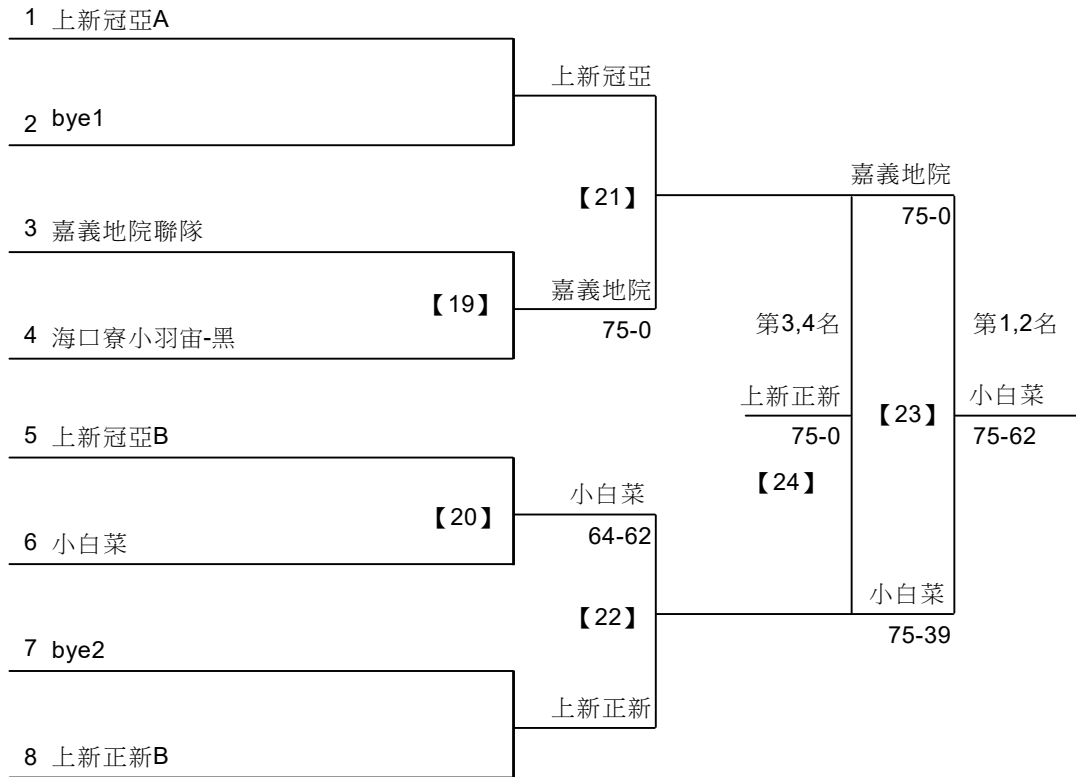 1 上新冠亞A
上新冠亞
2 bye1
嘉義地院
【21】
75-0
3 嘉義地院聯隊
嘉義地院
【19】
75-0
第3,4名
第1,2名
4 海口寮小羽宙-黑
上新正新
小白菜
【23】
75-0
75-62
5 上新冠亞B
【24】
小白菜
【20】
64-62
6 小白菜
小白菜
【22】
75-39
7 bye2
上新正新
8 上新正新B